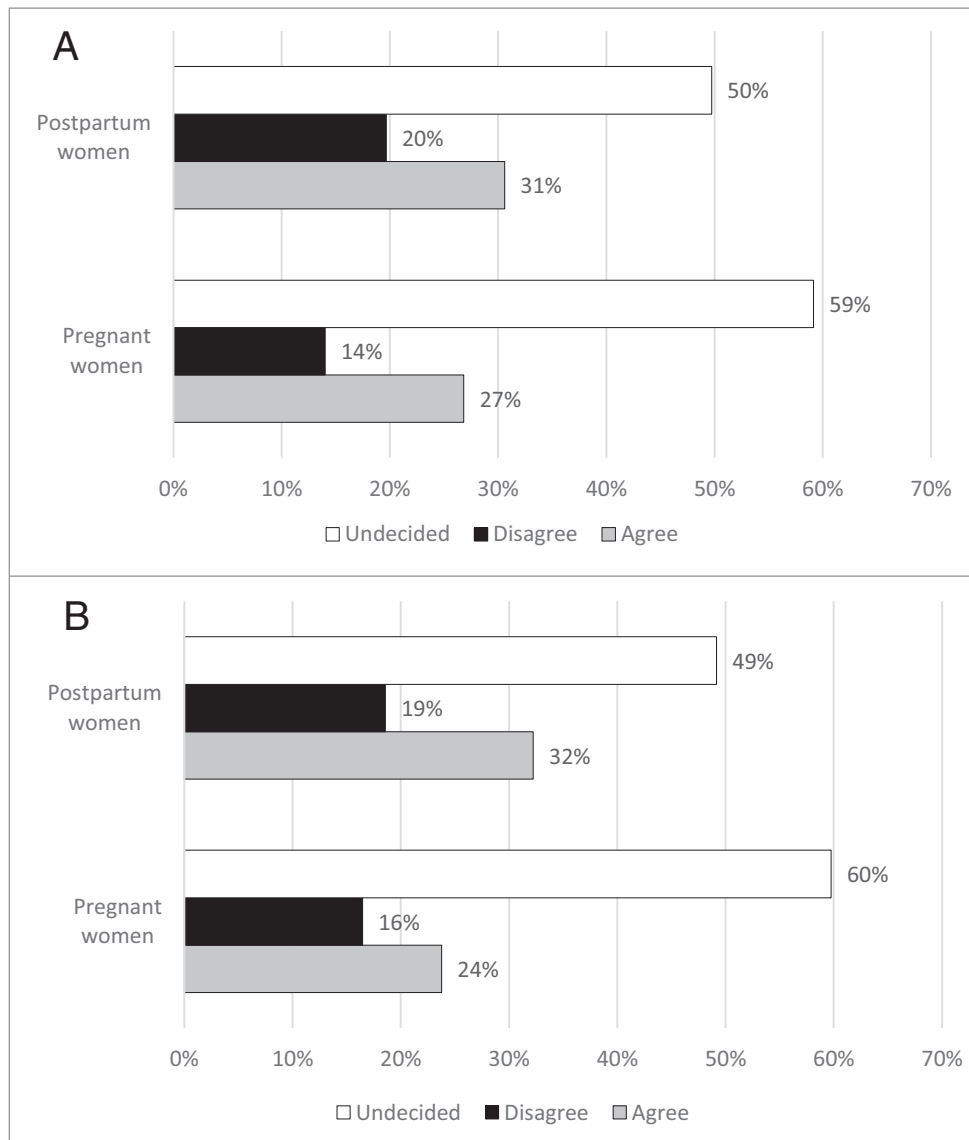 A
Postpartum
women
50%
20%
31%
Pregnant
women
59%
14%
27%
0% 10% 20% 30% 40% 50% 60% 70%
Undecided Disagree Agree
B
Postpartum
women
49%
19%
32%
Pregnant
women
60%
16%
24%
0% 10% 20% 30% 40% 50% 60% 70%
Undecided Disagree Agree